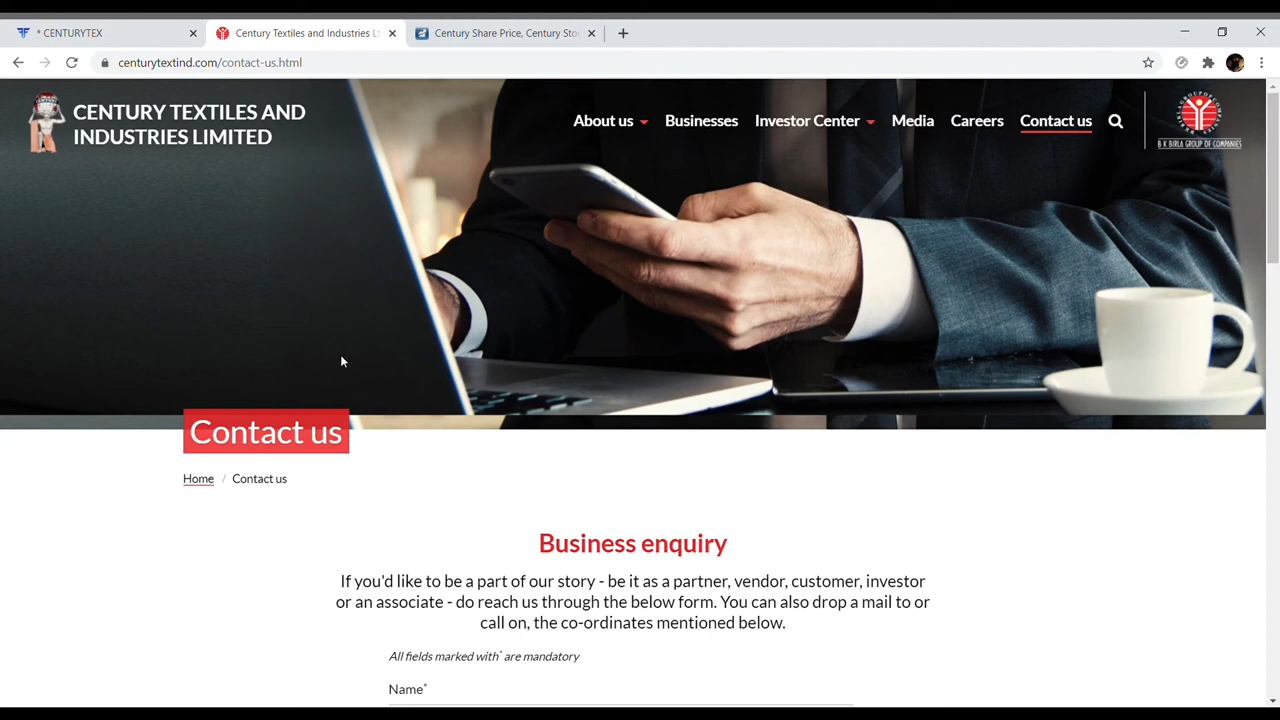 * CENTURYTEX
Century Textiles and Industries L
Century Share Price, Century Sto
centurytextind.com/contact-us.html
CENTURY TEXTILES AND
INDUSTRIES LIMITED
About us
Businesses
Investor Center
Media
Careers
Contact us
B K BIRLA GROUP OF COMPANIES
Contact us
Home / Contact us
Business enquiry
If you'd like to be a part of our story - be it as a partner, vendor, customer, investor
or an associate - do reach us through the below form. You can also drop a mail to or
call on, the co-ordinates mentioned below.
All fields marked with* are mandatory
Name*